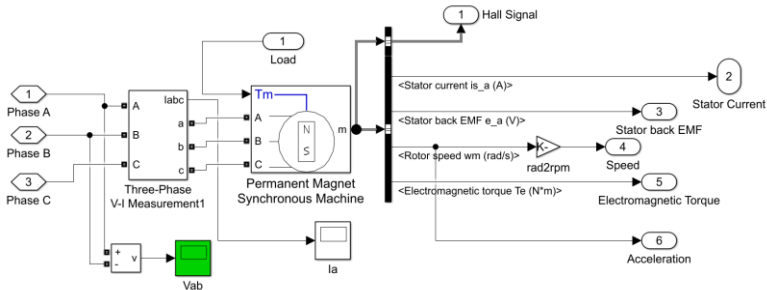 1
Hall Signal
1
Load
<Stator current is_a (A)>
2
Stator Current
1
Phase A
2
Phase B
3
Phase C
A
B
C
Iabc
a
b
c
Three-Phase
V-I Measurement1
Tm
A
B
C
N
S
m
Permanent Magnet
Synchronous Machine
<Stator back EMF e_a (V)>
3
Stator back EMF
<Rotor speed wm (rad/s)>
K-
rad2rpm
4
Speed
<Electromagnetic torque Te (N*m)>
5
Electromagnetic Torque
6
Acceleration
+
-
v
Vab
Ia